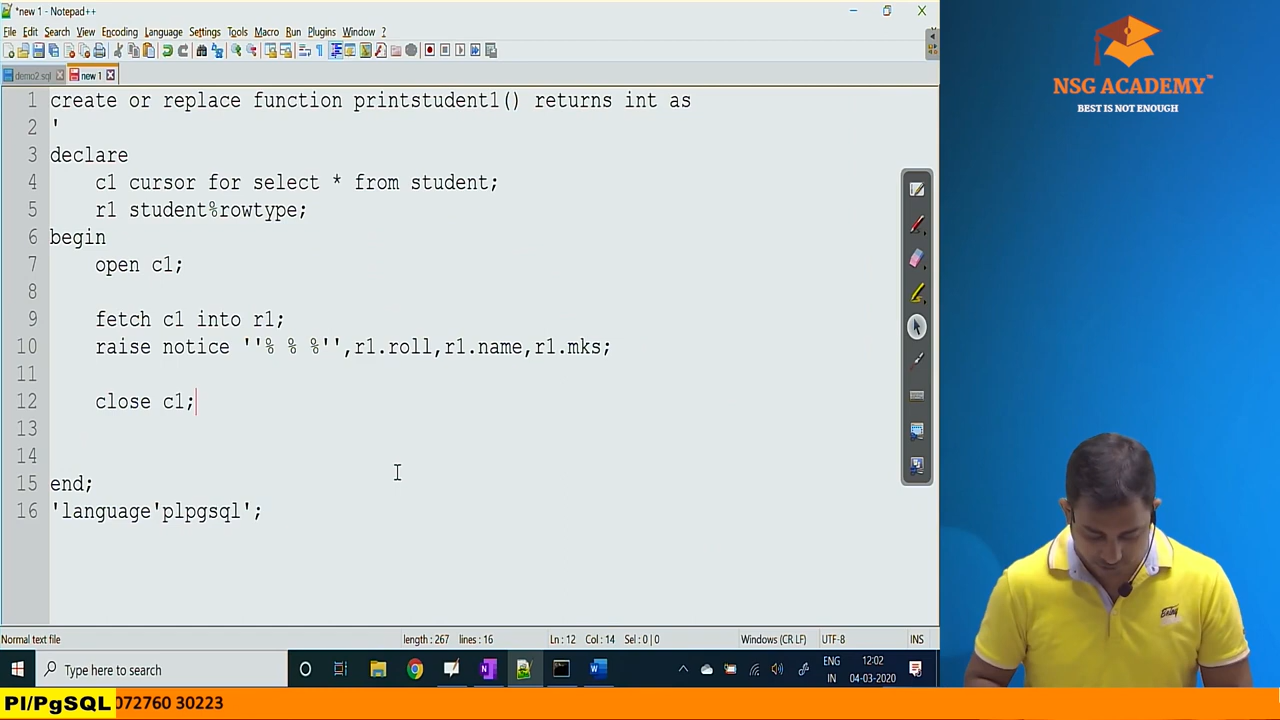 *new 1 - Notepad++
File Edit Search View Encoding Language Settings Tools Macro Run Plugins Window ?
demo2.sql new 1
1 create or replace function printstudent1() returns int as
2 '
3 declare
4 c1 cursor for select * from student;
5 r1 student%rowtype;
6 begin
7 open c1;
8
9 fetch c1 into r1;
10 raise notice ''% % %'',r1.roll,r1.name,r1.mks;
11
12 close c1;
13
14
15 end;
16 'language'plpgsql';
Normal text file length : 267 lines : 16 Ln : 12 Col : 14 Sel : 0 | 0 Windows (CR LF) UTF-8 INS
Type here to search
ENG
IN
12:02
04-03-2020
NSG ACADEMY™
BEST IS NOT ENOUGH
Pl/PgSQL 072760 30223